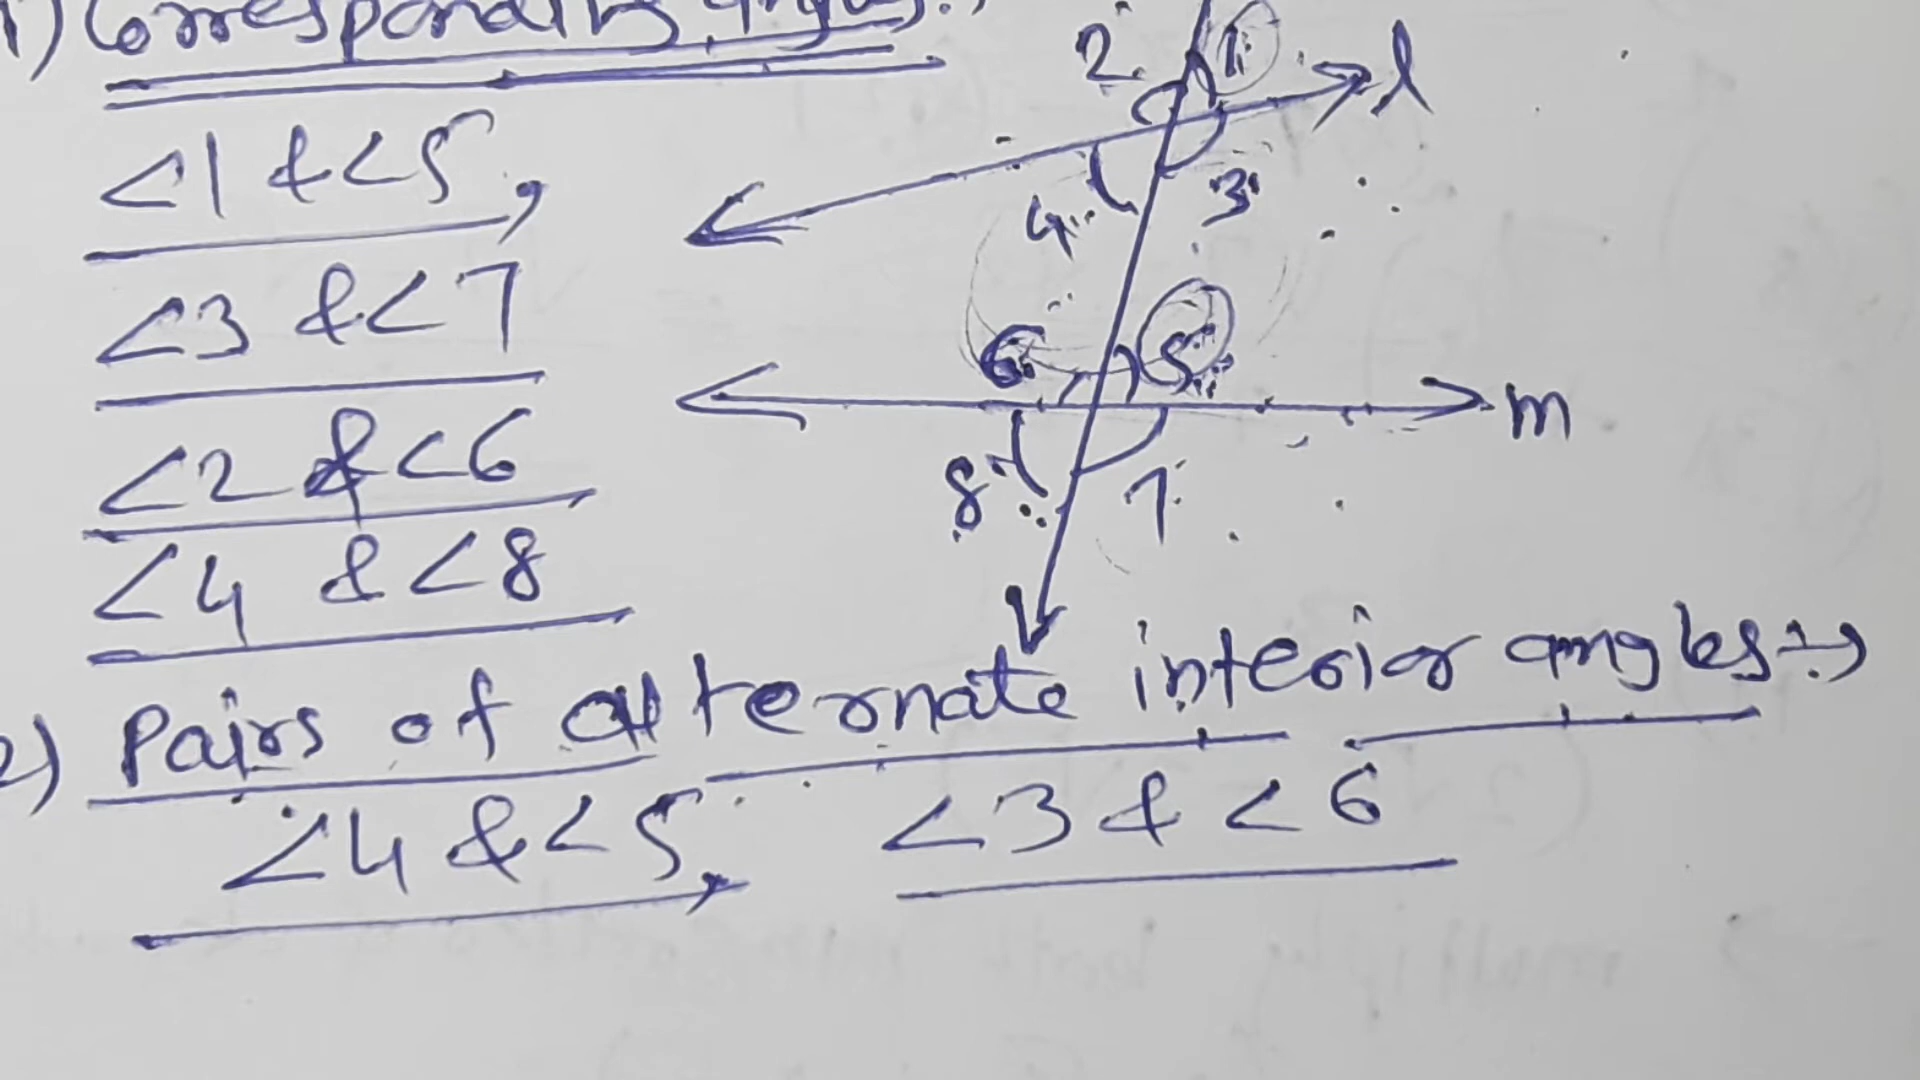 1) Corresponding angles:,
2 1 l
<1 & <5,
4 3
<3 & <7
6 5
m
<2 & <6
8 7
<4 & <8
2) Pairs of alternate interior angles:-,
<4 & <5, <3 & <6